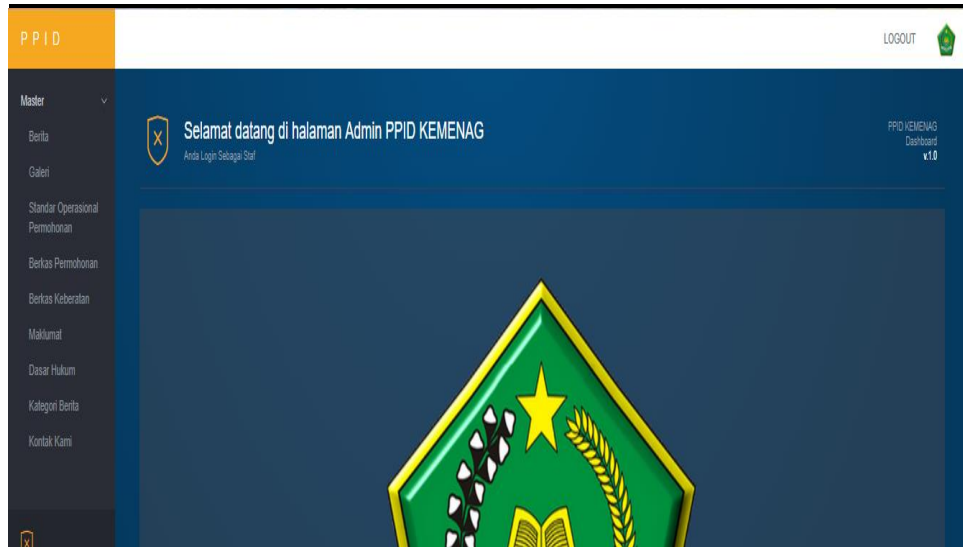 PPID
LOGOUT
Master
Berita
Galeri
Standar Operasional
Permohonan
Berkas Permohonan
Berkas Keberatan
Maklumat
Dasar Hukum
Kategori Berita
Kontak Kami
Selamat datang di halaman Admin PPID KEMENAG
Anda Login Sebagai Staf
PPID KEMENAG
Dashboard
v.1.0